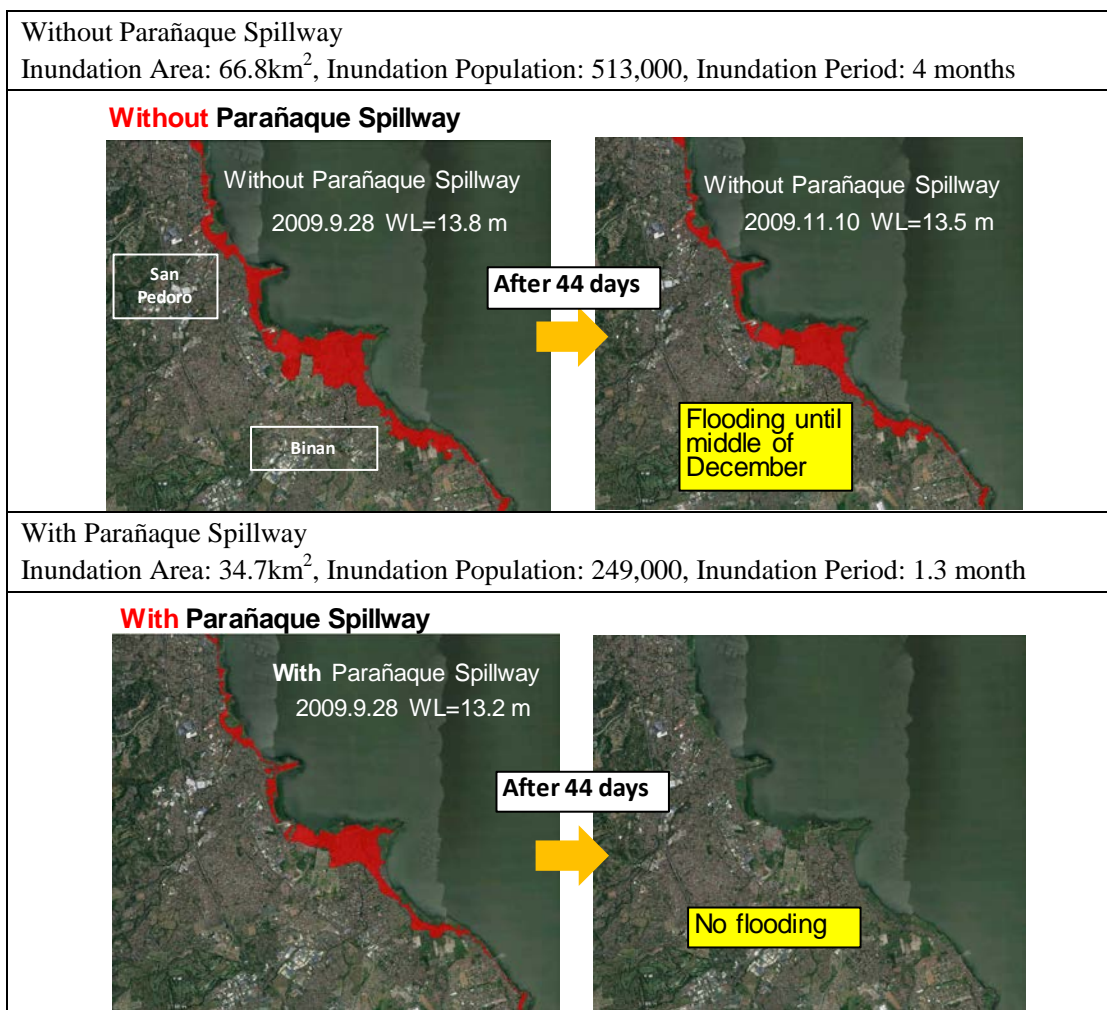 Without Parañaque Spillway
Inundation Area: 66.8km², Inundation Population: 513,000, Inundation Period: 4 months
Without Parañaque Spillway
Without Parañaque Spillway
2009.9.28 WL=13.8 m
San
Pedoro
Binan
After 44 days
Without Parañaque Spillway
2009.11.10 WL=13.5 m
Flooding until
middle of
December
With Parañaque Spillway
Inundation Area: 34.7km², Inundation Population: 249,000, Inundation Period: 1.3 month
With Parañaque Spillway
With Parañaque Spillway
2009.9.28 WL=13.2 m
After 44 days
No flooding